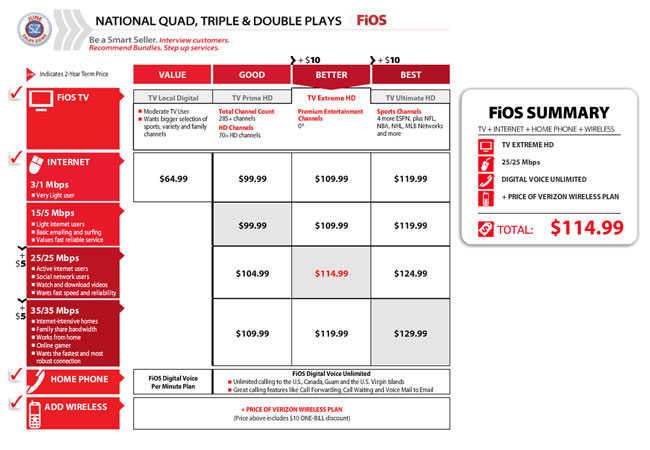 JUNE
SZ
SALES ZONE
NATIONAL QUAD, TRIPLE & DOUBLE PLAYS FiOS
Be a Smart Seller. Interview customers.
Recommend Bundles. Step up services.
+ $10 + $10
Indicates 2-Year Term Price
VALUE GOOD BETTER BEST
FiOS TV
TV Local Digital TV Prime HD TV Extreme HD TV Ultimate HD
Moderate TV User
Wants bigger selection of
sports, variety and family
channels
Total Channel Count
285+ channels
HD Channels
70+ HD channels
Premium Entertainment
Channels
0*
Sports Channels
4 more ESPN, plus NFL,
NBA, NHL, MLB Networks
and more
INTERNET
3/1 Mbps
Very Light user
$64.99 $99.99 $109.99 $119.99
15/5 Mbps
Light internet users
Basic emailing and surfing
Values fast reliable service
$99.99 $109.99 $119.99
+
$5
25/25 Mbps
Active internet users
Social network users
Watch and download videos
Wants fast speed and reliability
$104.99 $114.99 $124.99
+
$5
35/35 Mbps
Internet-intensive homes
Family share bandwidth
Works from home
Online gamer
Wants the fastest and most
robust connection
$109.99 $119.99 $129.99
HOME PHONE
FiOS Digital Voice
Per Minute Plan
FiOS Digital Voice Unlimited
Unlimited calling to the U.S., Canada, Guam and the U.S. Virgin Islands
Great calling features like Call Forwarding, Call Waiting and Voice Mail to Email
ADD WIRELESS
+ PRICE OF VERIZON WIRELESS PLAN
(Price above includes $10 ONE-BILL discount)
FiOS SUMMARY
TV + INTERNET + HOME PHONE + WIRELESS
TV EXTREME HD
25/25 Mbps
DIGITAL VOICE UNLIMITED
+ PRICE OF VERIZON WIRELESS PLAN
TOTAL: $114.99